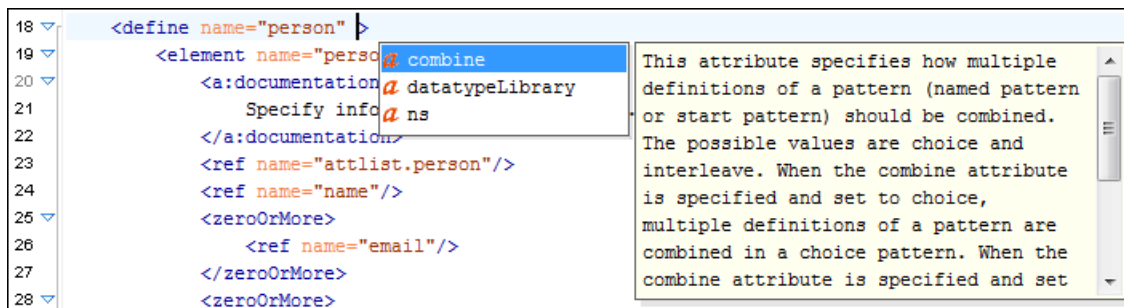 18 <define name="person" >
19 <element name="perso
20 <a:documentation
21 Specify info
22 </a:documentation>
23 <ref name="attlist.person"/>
24 <ref name="name"/>
25 <zeroOrMore>
26 <ref name="email"/>
27 </zeroOrMore>
28 <zeroOrMore>
a combine
a datatypeLibrary
a ns
This attribute specifies how multiple
definitions of a pattern (named pattern
or start pattern) should be combined.
The possible values are choice and
interleave. When the combine attribute
is specified and set to choice,
multiple definitions of a pattern are
combined in a choice pattern. When the
combine attribute is specified and set